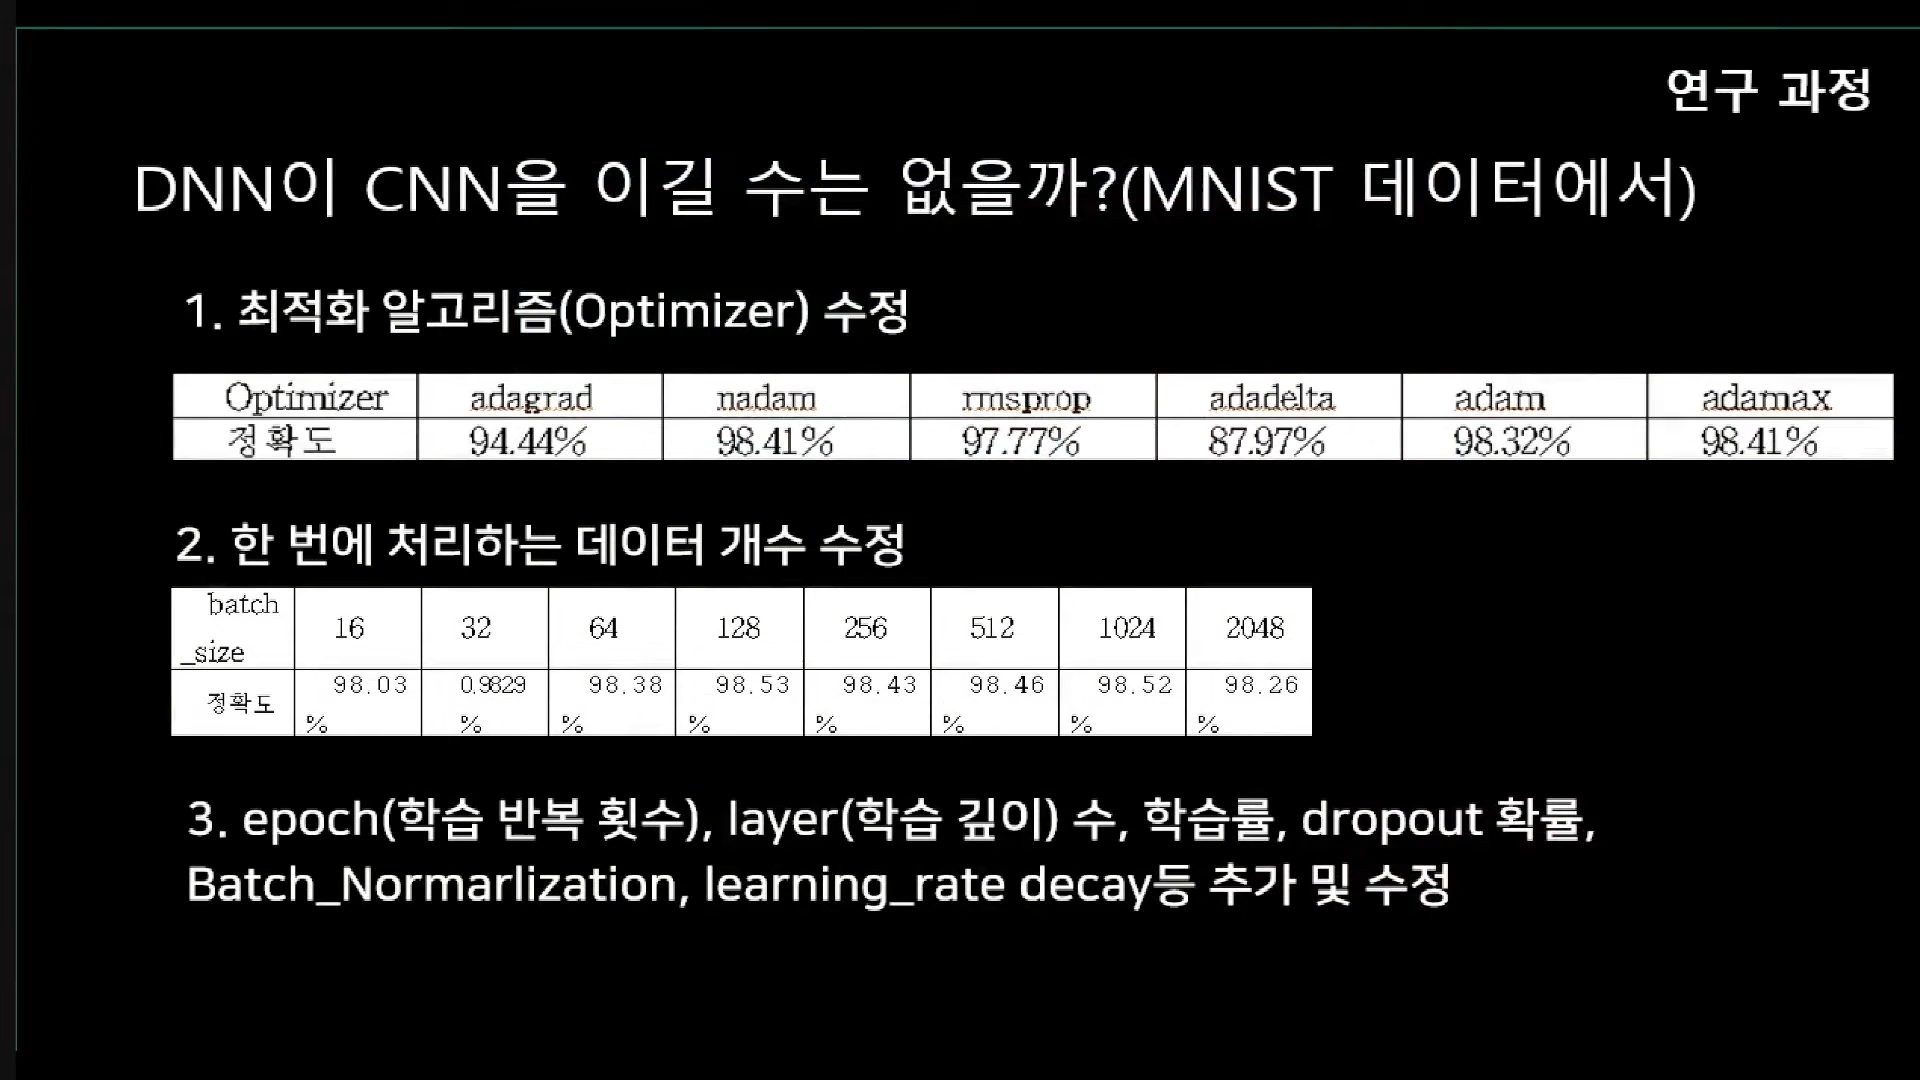 연구 과정
DNN이 CNN을 이길 수는 없을까?(MNIST 데이터에서)
1. 최적화 알고리즘(Optimizer) 수정
Optimizer adagrad nadam rmsprop adadelta adam adamax
정확도 94.44% 98.41% 97.77% 87.97% 98.32% 98.41%
2. 한 번에 처리하는 데이터 개수 수정
batch_size 16 32 64 128 256 512 1024 2048
정확도 98.03% 0.9829% 98.38% 98.53% 98.43% 98.46% 98.52% 98.26%
3. epoch(학습 반복 횟수), layer(학습 깊이) 수, 학습률, dropout 확률,
Batch_Normarlization, learning_rate decay등 추가 및 수정